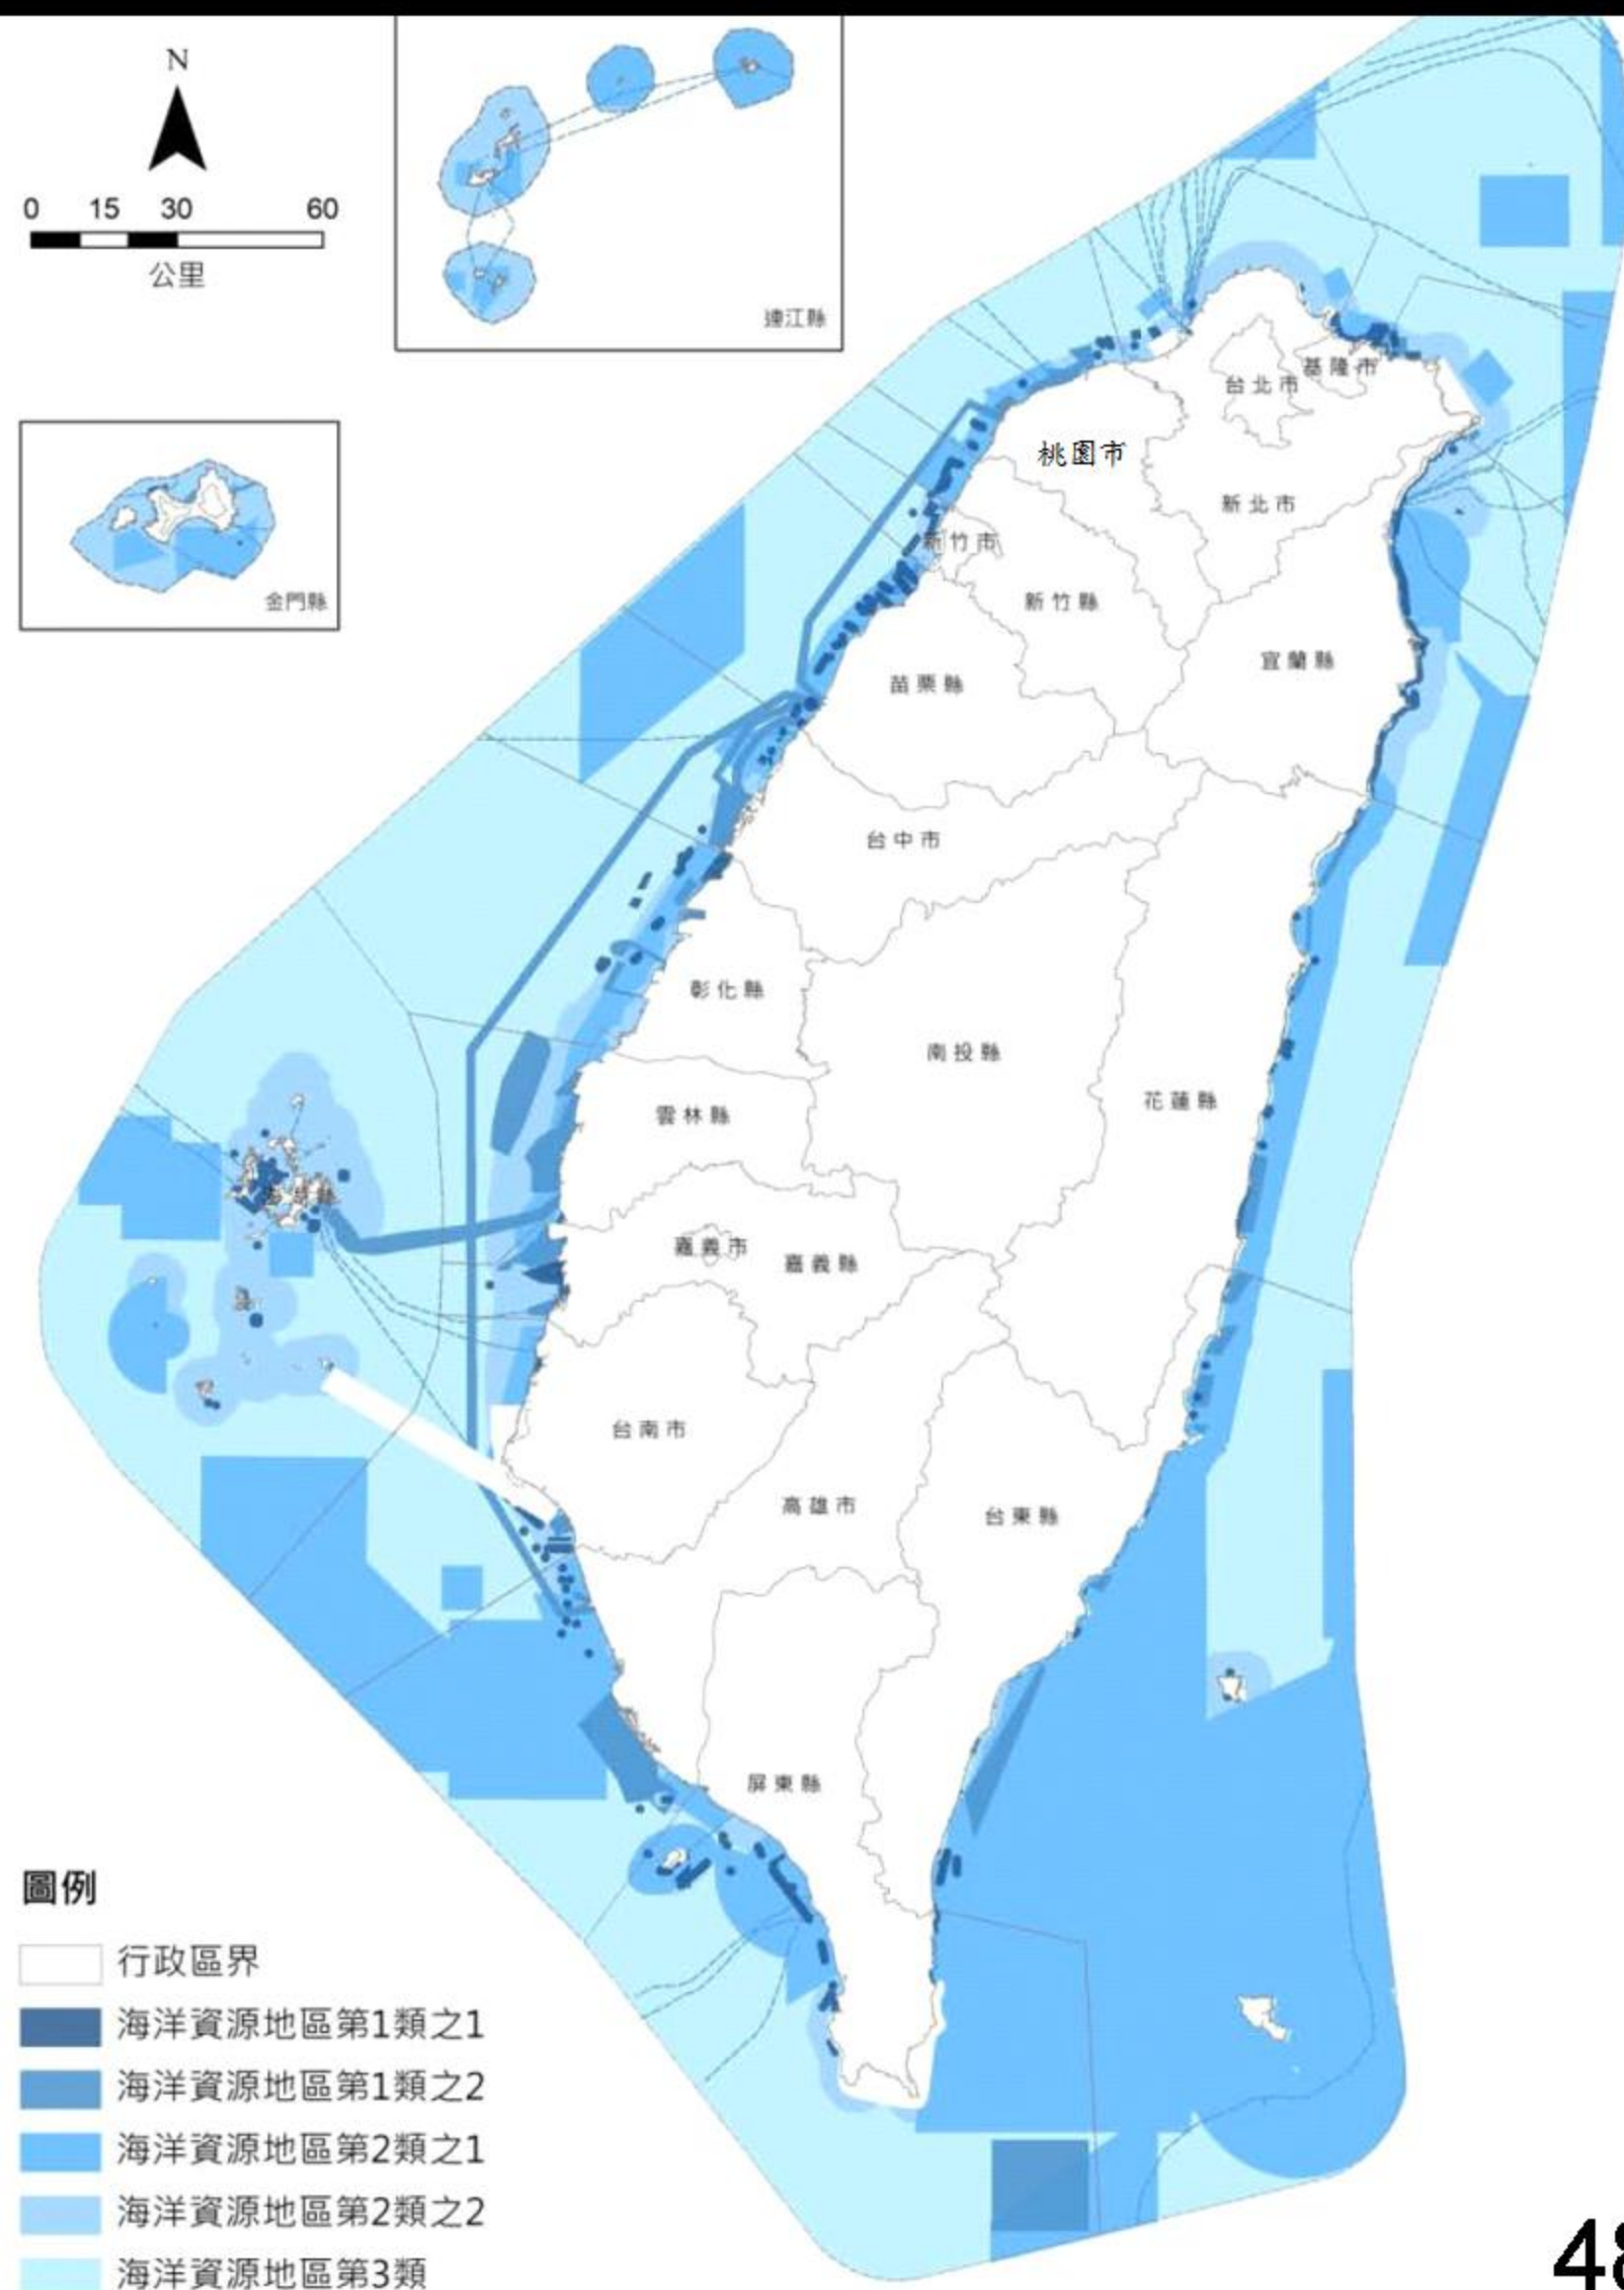 N
0 15 30 60
公里
連江縣
金門縣
基隆市
台北市
桃園市
新北市
新竹市
新竹縣
宜蘭縣
苗栗縣
台中市
彰化縣
南投縣
花蓮縣
雲林縣
澎湖縣
嘉義市
嘉義縣
台南市
高雄市
台東縣
屏東縣
圖例
行政區界
海洋資源地區第1類之1
海洋資源地區第1類之2
海洋資源地區第2類之1
海洋資源地區第2類之2
海洋資源地區第3類